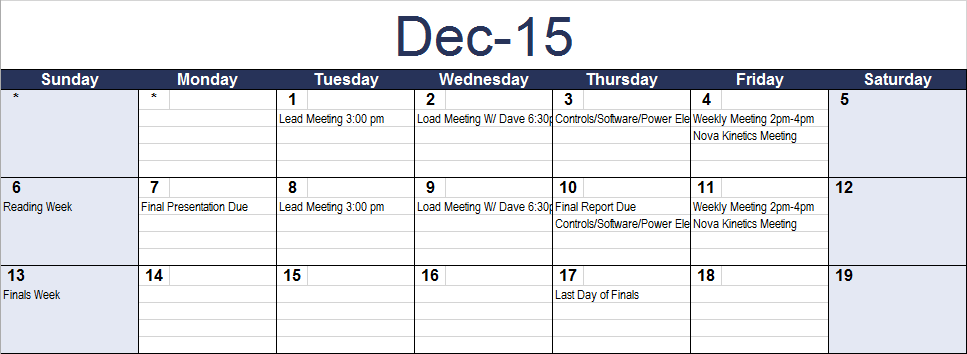 Dec-15
Sunday Monday Tuesday Wednesday Thursday Friday Saturday
* * 1 2 3 4 5
Lead Meeting 3:00 pm Load Meeting W/ Dave 6:30p Controls/Software/Power Ele Weekly Meeting 2pm-4pm
Nova Kinetics Meeting
6 7 8 9 10 11 12
Reading Week Final Presentation Due Lead Meeting 3:00 pm Load Meeting W/ Dave 6:30p Final Report Due Weekly Meeting 2pm-4pm
Controls/Software/Power Ele Nova Kinetics Meeting
13 14 15 16 17 18 19
Finals Week Last Day of Finals